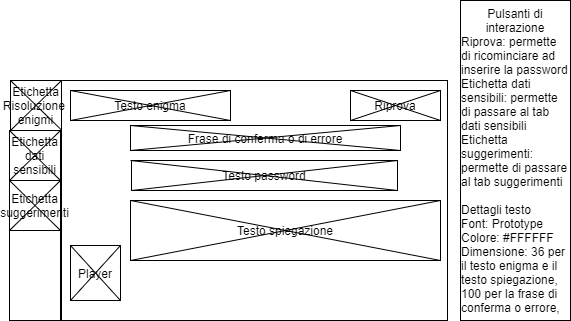 Etichetta
Risoluzione
enigmi
Etichetta
dati
sensibili
Etichetta
suggerimenti
Testo enigma
Riprova
Frase di conferma o di errore
Testo password
Testo spiegazione
Player
Pulsanti di
interazione
Riprova: permette
di ricominciare ad
inserire la password
Etichetta dati
sensibili: permette
di passare al tab
dati sensibili
Etichetta
suggerimenti:
permette di passare
al tab suggerimenti
Dettagli testo
Font: Prototype
Colore: #FFFFFF
Dimensione: 36 per
il testo enigma e il
testo spiegazione,
100 per la frase di
conferma o errore,